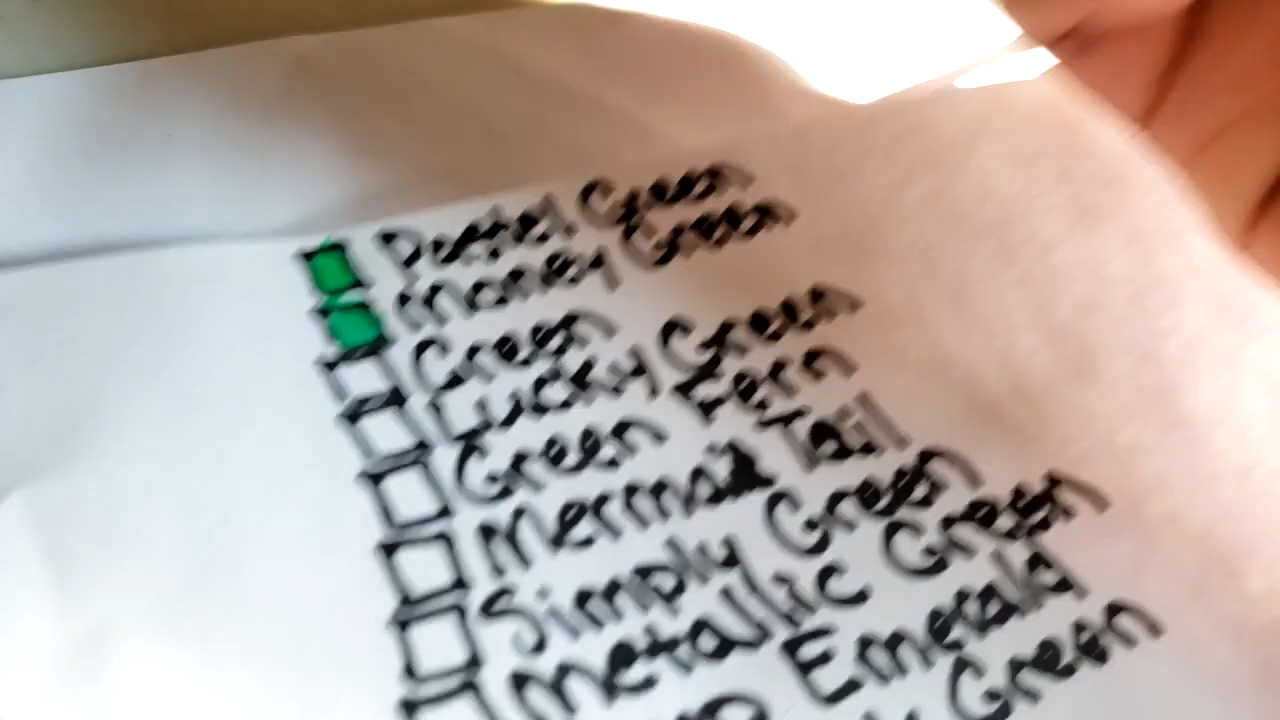 Pastel Green
Money Green
Green
Lucky Green
Green Fern
Mermaid Tail
Simply Green
Metallic Green
Emerald
Green